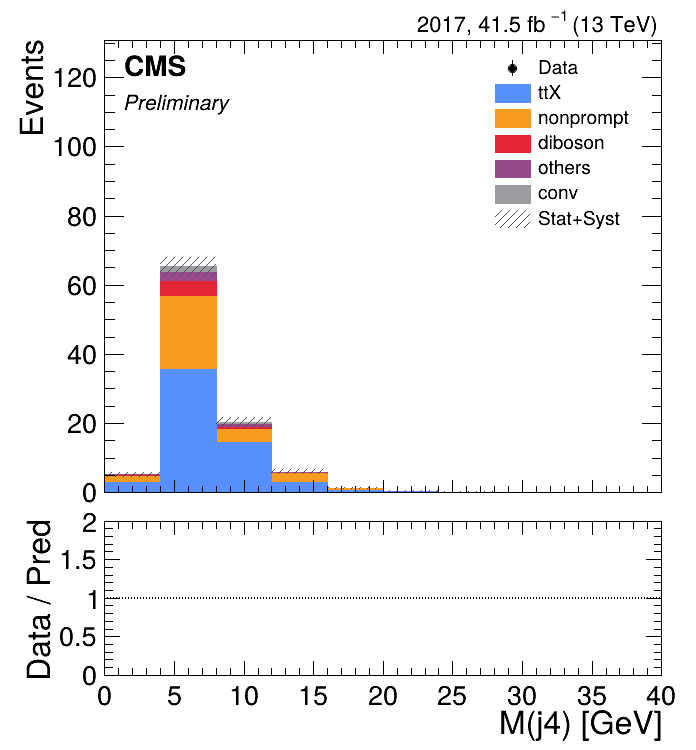 2017, 41.5 fb⁻¹ (13 TeV)
CMS
Preliminary
Events
120
100
80
60
40
20
0
Data
ttX
nonprompt
diboson
others
conv
Stat+Syst
Data / Pred
2
1.5
1
0.5
0
0 5 10 15 20 25 30 35 40
M(j4) [GeV]